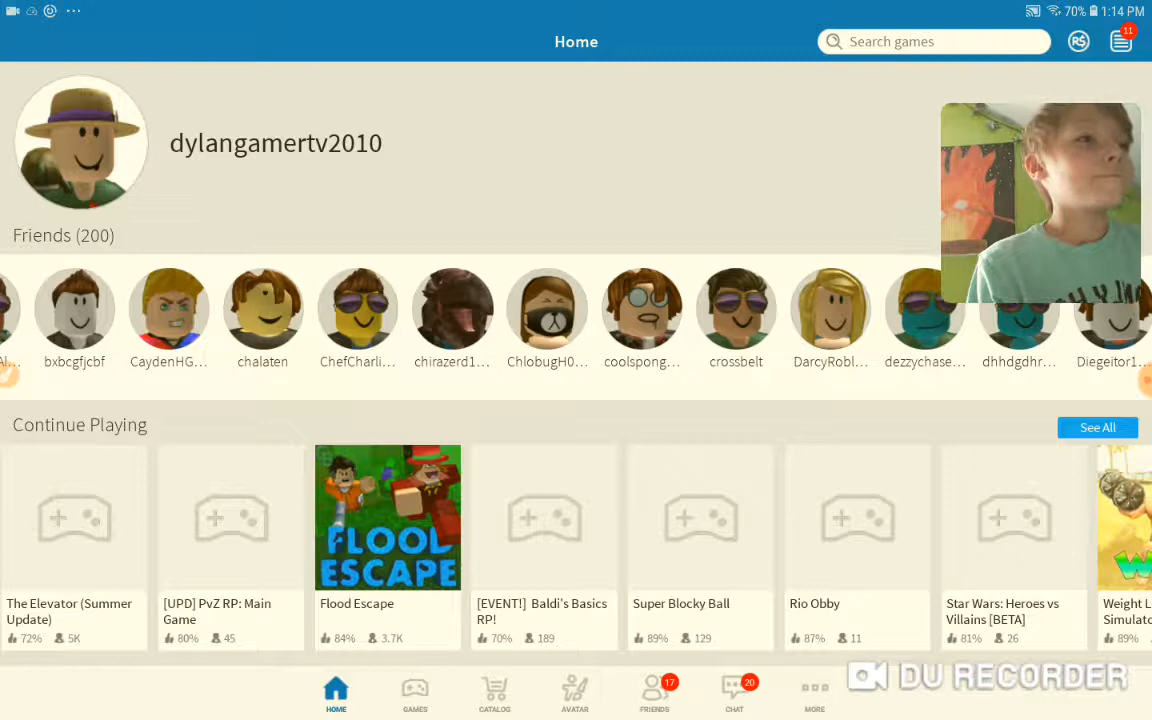 70% 1:14 PM
Home
Search games
R$
11
dylangamertv2010
Friends (200)
bxbcgfjcbf
CaydenHG...
chalaten
ChefCharli...
chirazerd1...
ChlobugH0...
coolspong...
crossbelt
DarcyRobl...
dezzychase...
dhhdgdhr...
Diegeitor1...
Continue Playing
See All
FLOOD
ESCAPE
The Elevator (Summer
Update)
72% 5K
[UPD] PvZ RP: Main
Game
80% 45
Flood Escape
84% 3.7K
[EVENT!] Baldi's Basics
RP!
70% 189
Super Blocky Ball
89% 129
Rio Obby
87% 11
Star Wars: Heroes vs
Villains [BETA]
81% 26
Weight L
Simulato
89%
HOME
GAMES
CATALOG
AVATAR
17
FRIENDS
20
CHAT
MORE
DU RECORDER